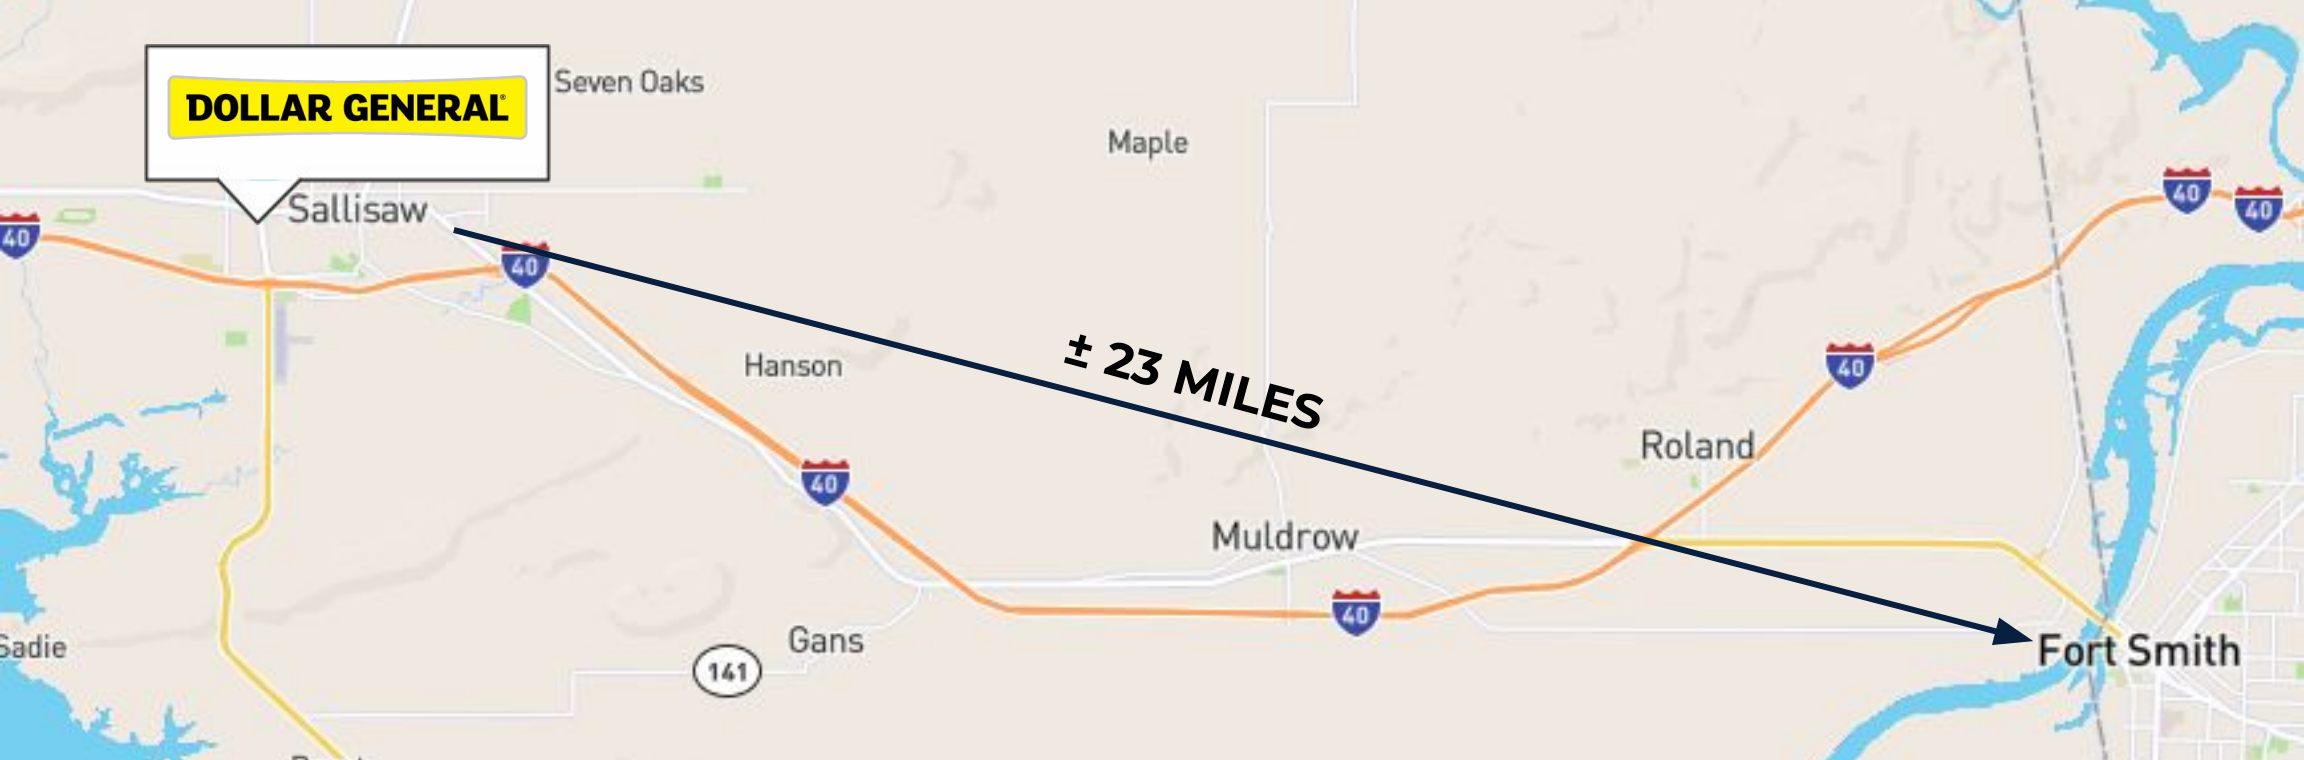 DOLLAR GENERAL
Seven Oaks
Maple
Sallisaw
40
40
40
40
Hanson
± 23 MILES
40
Roland
40
Muldrow
40
Sadie
Gans
141
Fort Smith